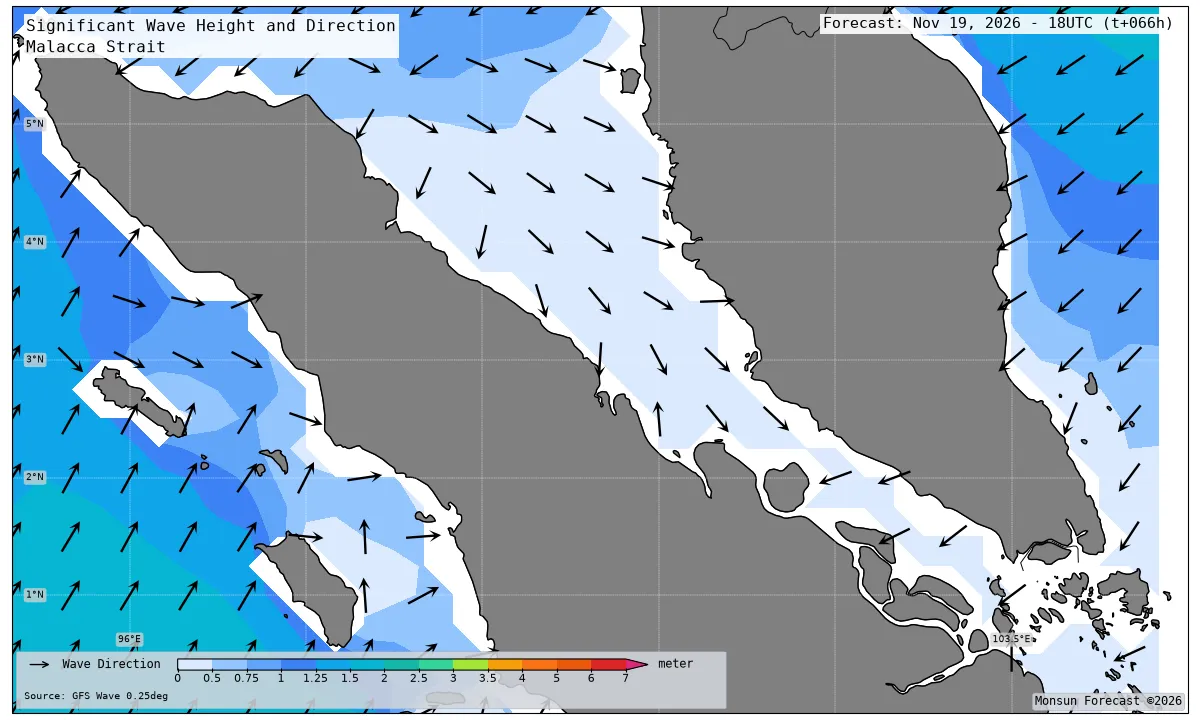 Significant Wave Height and Direction
Malacca Strait
Forecast: Nov 19, 2026 - 18UTC (t+066h)
5°N
4°N
3°N
2°N
1°N
96°E
103.5°E
Wave Direction
meter
0 0.5 0.75 1 1.25 1.5 2 2.5 3 3.5 4 5 6 7
Source: GFS Wave 0.25deg
Monsun Forecast ©2026